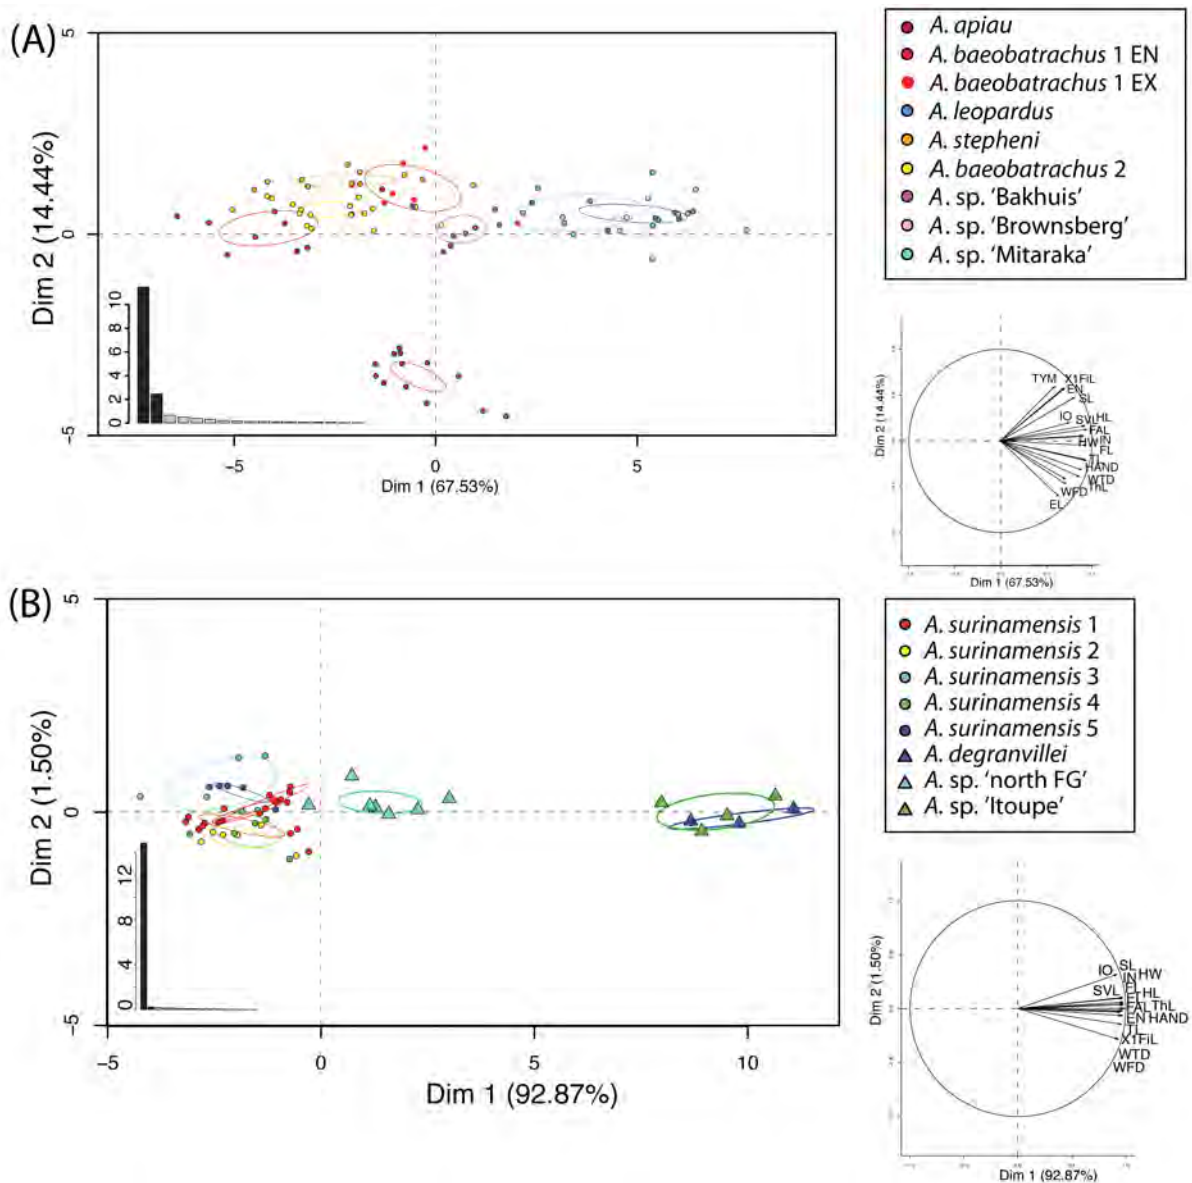 (A)
5
0
-5
Dim 2 (14.44%)
10
8
6
4
2
0
-5
0
5
Dim 1 (67.53%)
A. apiau
A. baeobatrachus 1 EN
A. baeobatrachus 1 EX
A. leopardus
A. stepheni
A. baeobatrachus 2
A. sp. 'Bakhuis'
A. sp. 'Brownsberg'
A. sp. 'Mitaraka'
Dim 2 (14.44%)
TYM X1FiL
EN
SL
IO SVL HL
FAL
HW IN
FL
TL
HAND
WTD
WFD ThL
EL
Dim 1 (67.53%)
(B)
5
0
-5
Dim 2 (1.50%)
12
8
4
0
-5
0
5
10
Dim 1 (92.87%)
A. surinamensis 1
A. surinamensis 2
A. surinamensis 3
A. surinamensis 4
A. surinamensis 5
A. degranvillei
A. sp. 'north FG'
A. sp. 'Itoupe'
Dim 2 (1.50%)
SL
IO HW
IN
SVL HL
FAL ThL
EN HAND
TL
X1FiL
WTD
WFD
Dim 1 (92.87%)